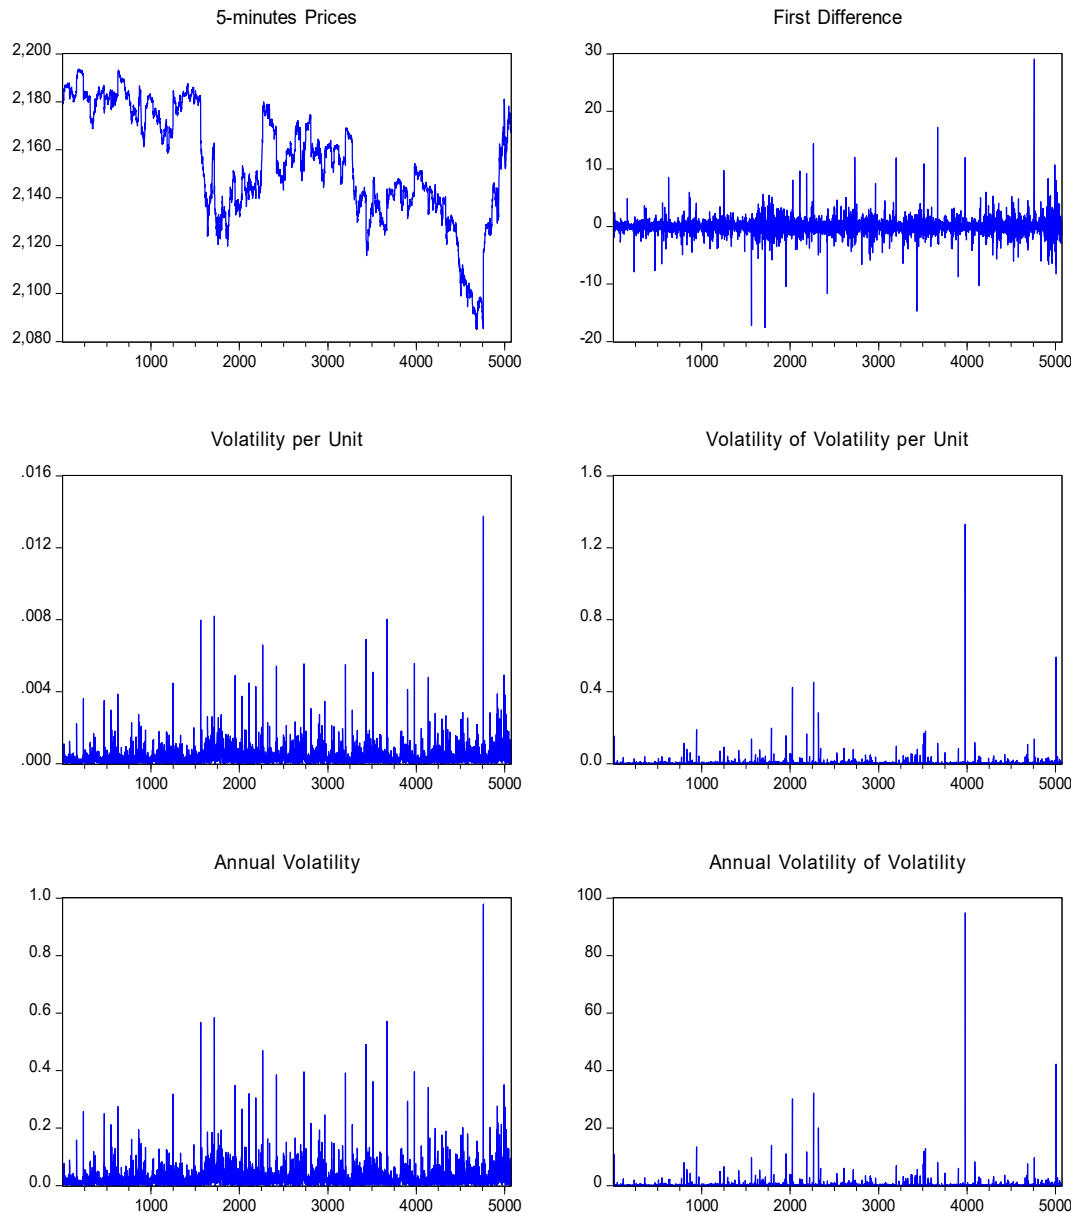 5-minutes Prices
2,200
2,180
2,160
2,140
2,120
2,100
2,080
1000 2000 3000 4000 5000
First Difference
30
20
10
0
-10
-20
1000 2000 3000 4000 5000
Volatility per Unit
.016
.012
.008
.004
.000
1000 2000 3000 4000 5000
Volatility of Volatility per Unit
1.6
1.2
0.8
0.4
0.0
1000 2000 3000 4000 5000
Annual Volatility
1.0
0.8
0.6
0.4
0.2
0.0
1000 2000 3000 4000 5000
Annual Volatility of Volatility
100
80
60
40
20
0
1000 2000 3000 4000 5000